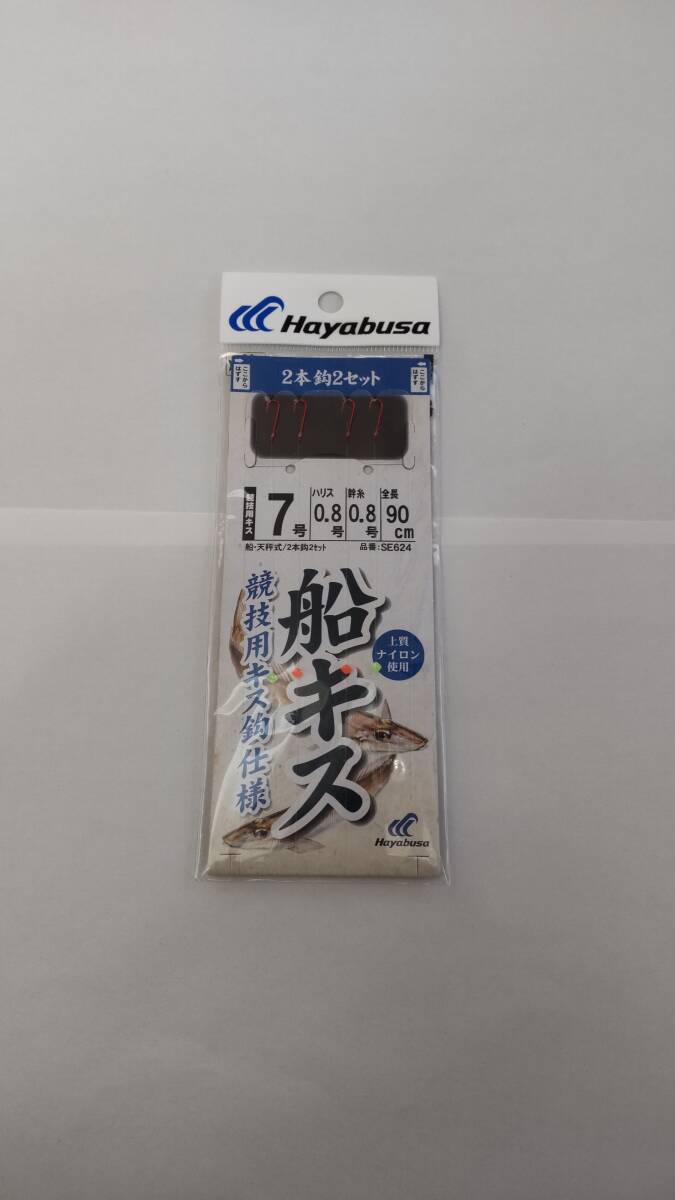 Hayabusa
ここからはずす
2本鈎2セット
ここからはずす
競技用キス
7号
ハリス
0.8号
幹糸
0.8号
全長
90cm
船・天秤式/2本鈎2セット
品番:SE624
船キス
競技用キス鈎仕様
上質
ナイロン
使用
Hayabusa